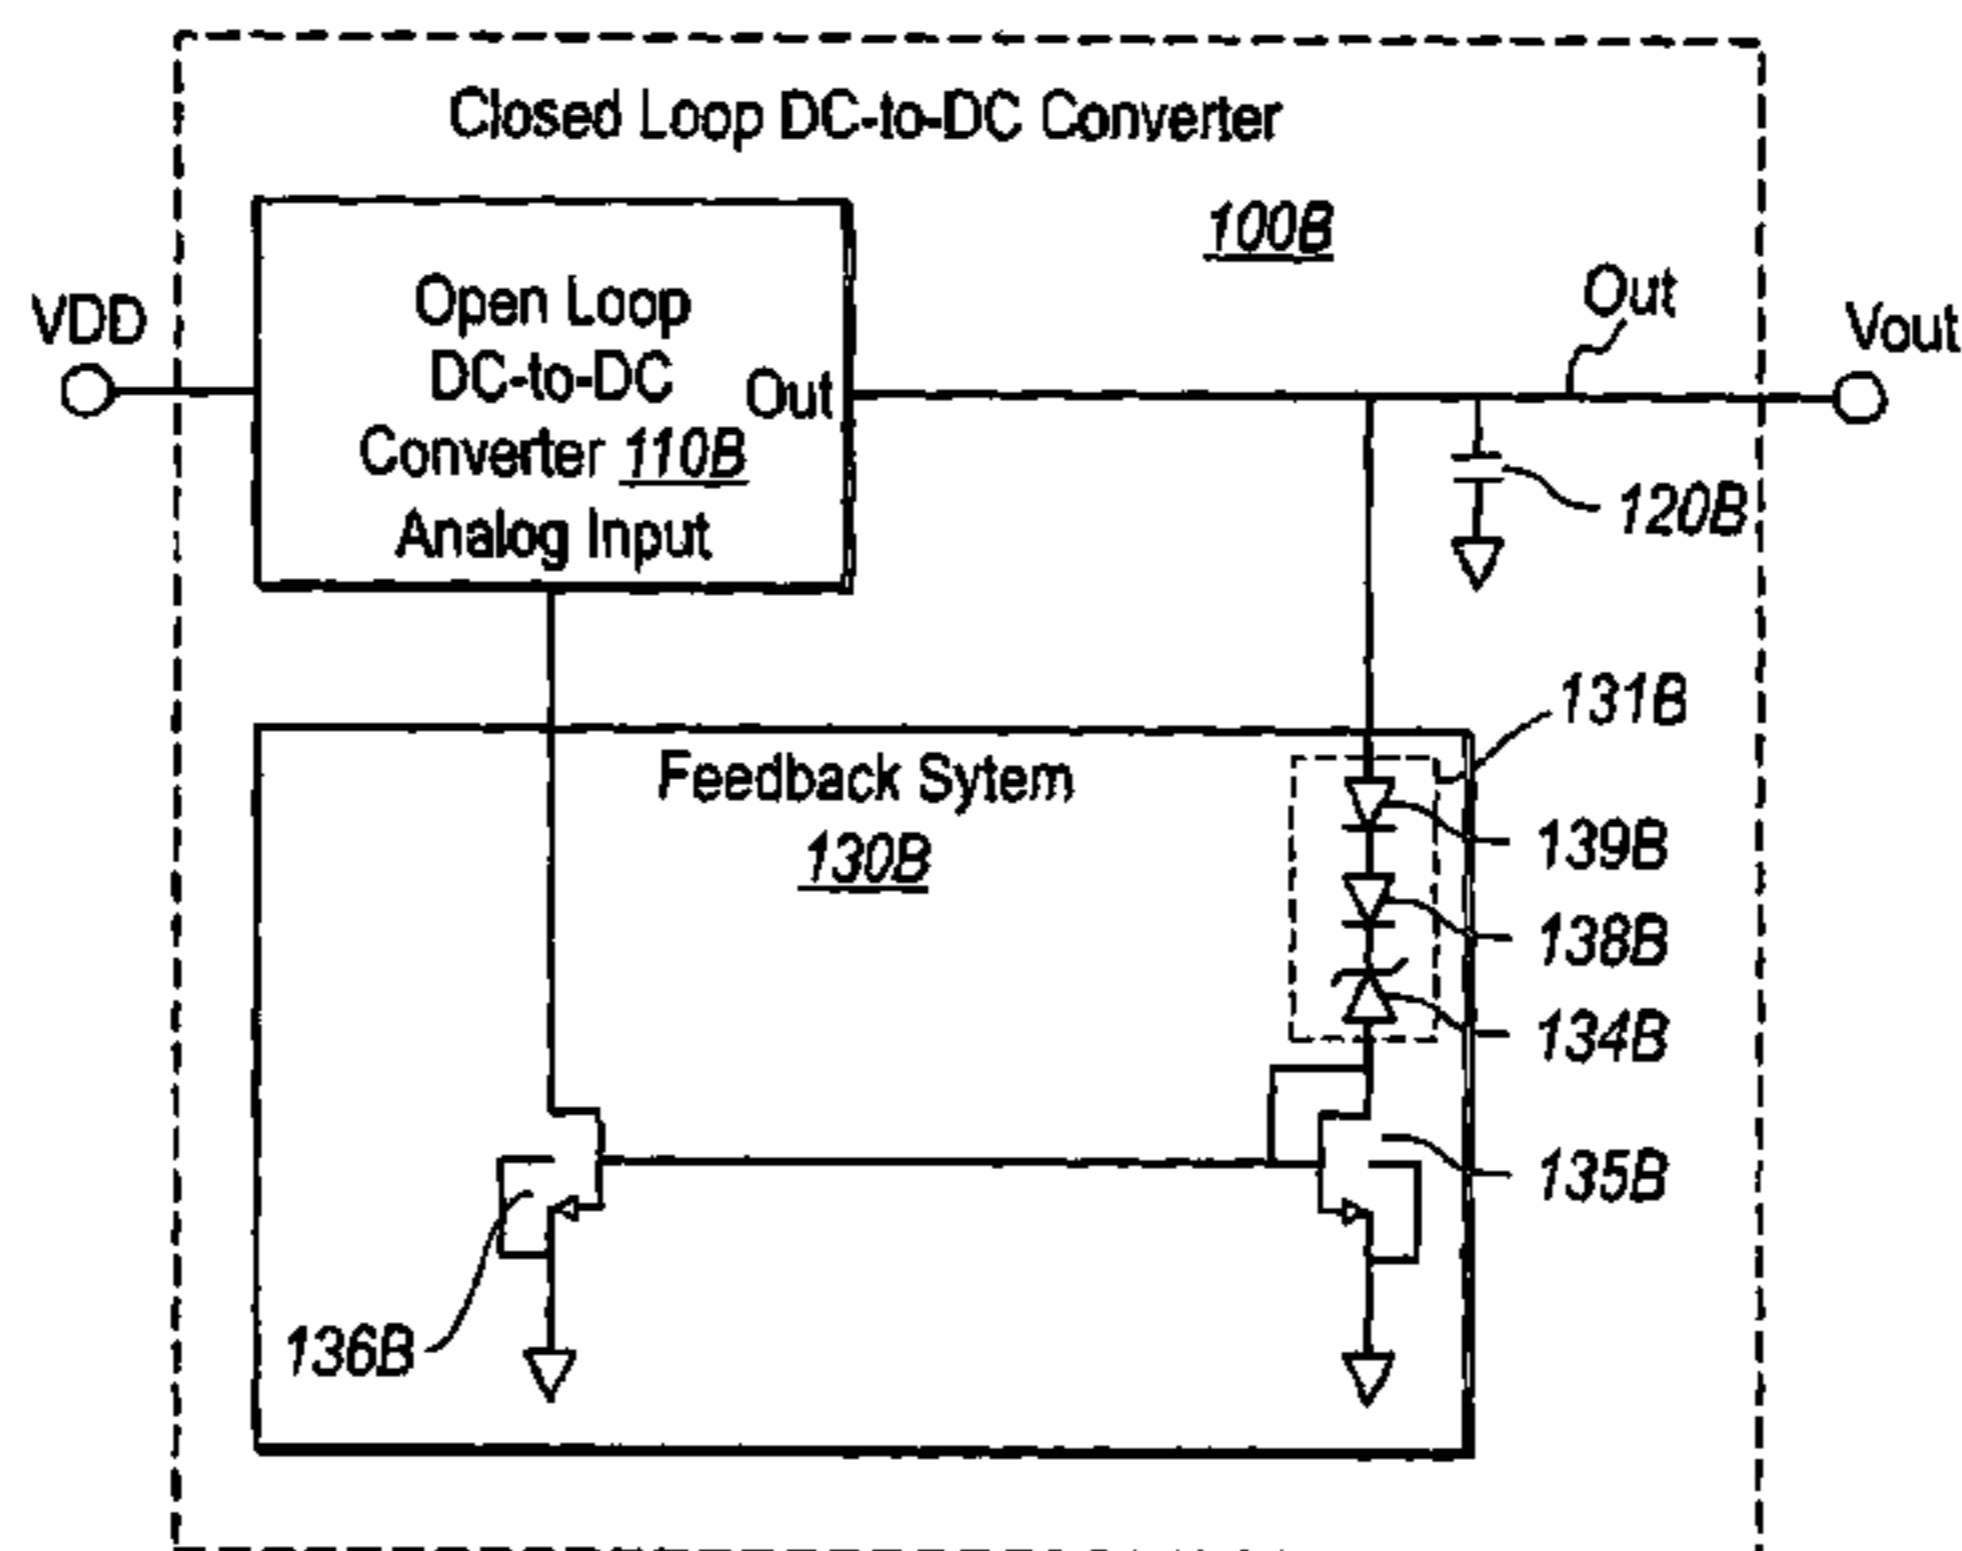 Closed Loop DC-to-DC Converter
100B
VDD
Open Loop
DC-to-DC
Converter 110B
Analog Input
Out
Out
Vout
120B
131B
Feedback Sytem
130B
139B
138B
134B
135B
136B